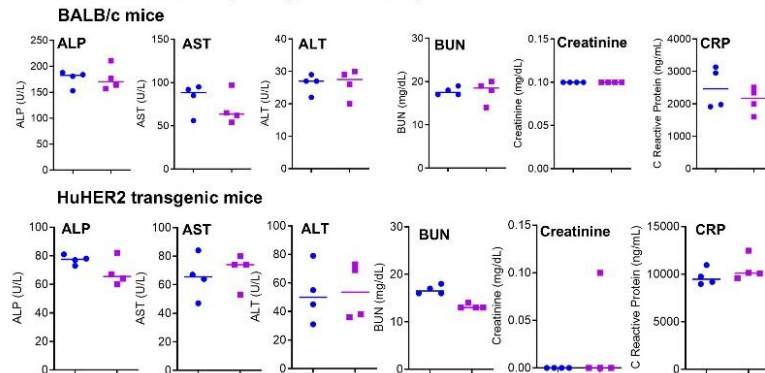 BALB/c mice
ALP
AST
ALT
BUN
Creatinine
CRP
ALP (U/L)
250
200
150
100
50
0
AST (U/L)
150
100
50
0
ALT (U/L)
40
30
20
10
0
BUN (mg/dL)
30
20
10
0
Creatinine (mg/dL)
0.15
0.10
0.05
0.00
C Reactive Protein (ng/mL)
4000
3000
2000
1000
0
HuHER2 transgenic mice
ALP
AST
ALT
BUN
Creatinine
CRP
ALP (U/L)
100
80
60
40
20
0
AST (U/L)
100
80
60
40
20
0
ALT (U/L)
100
80
60
40
20
0
BUN (mg/dL)
30
20
10
0
Creatinine (mg/dL)
0.15
0.10
0.05
0.00
C Reactive Protein (ng/mL)
15000
10000
5000
0